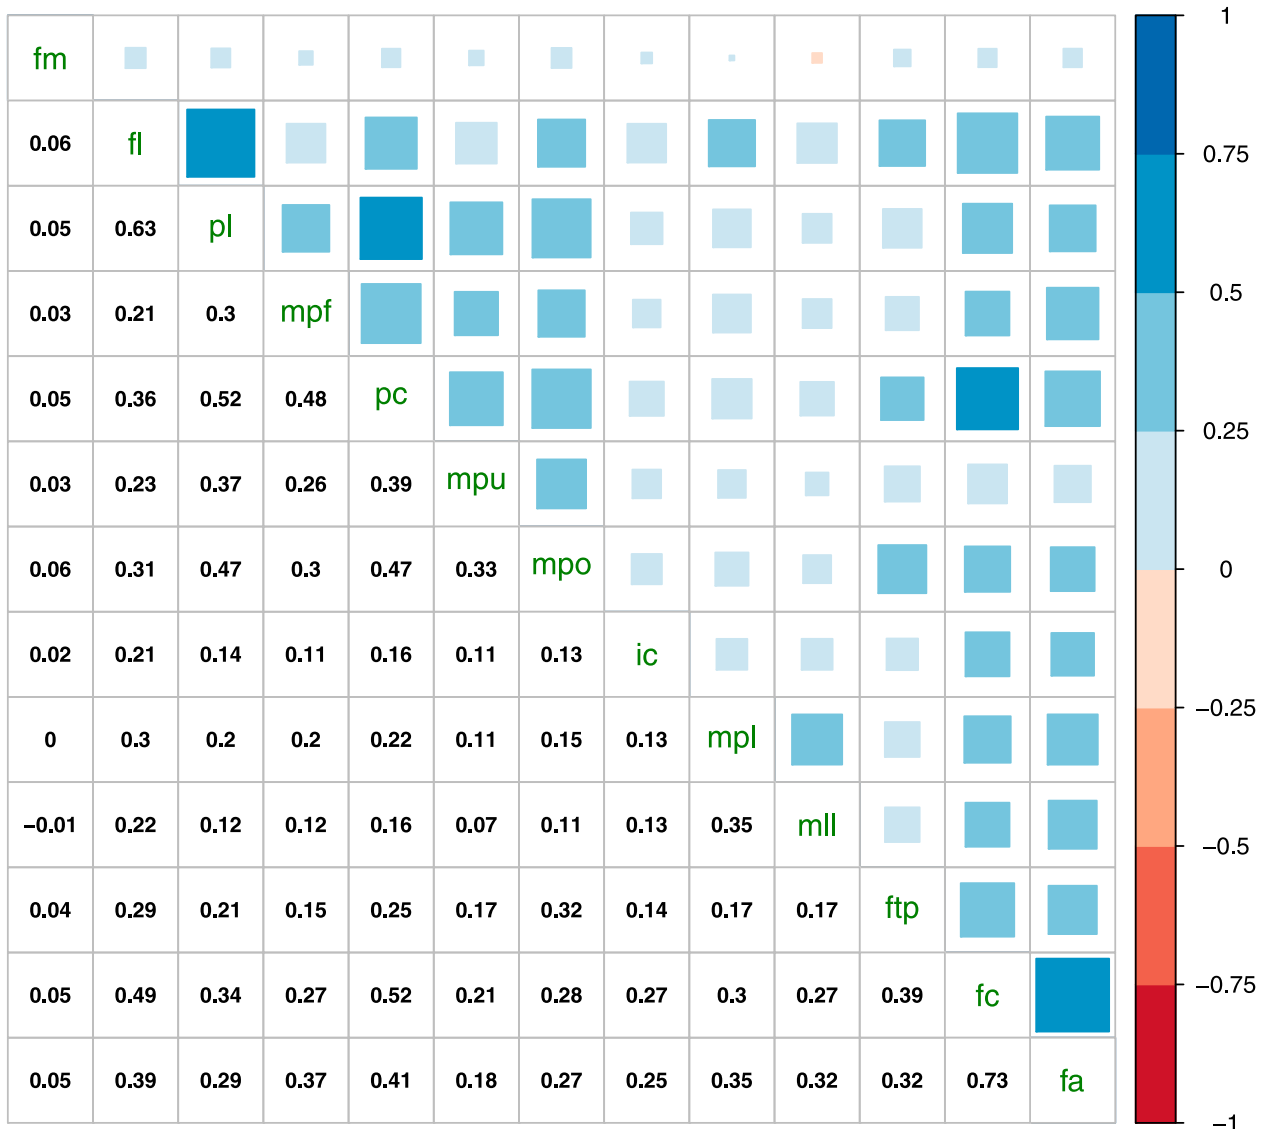 fm
0.06 fl
0.05 0.63 pl
0.03 0.21 0.3 mpf
0.05 0.36 0.52 0.48 pc
0.03 0.23 0.37 0.26 0.39 mpu
0.06 0.31 0.47 0.3 0.47 0.33 mpo
0.02 0.21 0.14 0.11 0.16 0.11 0.13 ic
0 0.3 0.2 0.2 0.22 0.11 0.15 0.13 mpl
−0.01 0.22 0.12 0.12 0.16 0.07 0.11 0.13 0.35 mll
0.04 0.29 0.21 0.15 0.25 0.17 0.32 0.14 0.17 0.17 ftp
0.05 0.49 0.34 0.27 0.52 0.21 0.28 0.27 0.3 0.27 0.39 fc
0.05 0.39 0.29 0.37 0.41 0.18 0.27 0.25 0.35 0.32 0.32 0.73 fa
1
0.75
0.5
0.25
0
−0.25
−0.5
−0.75
−1